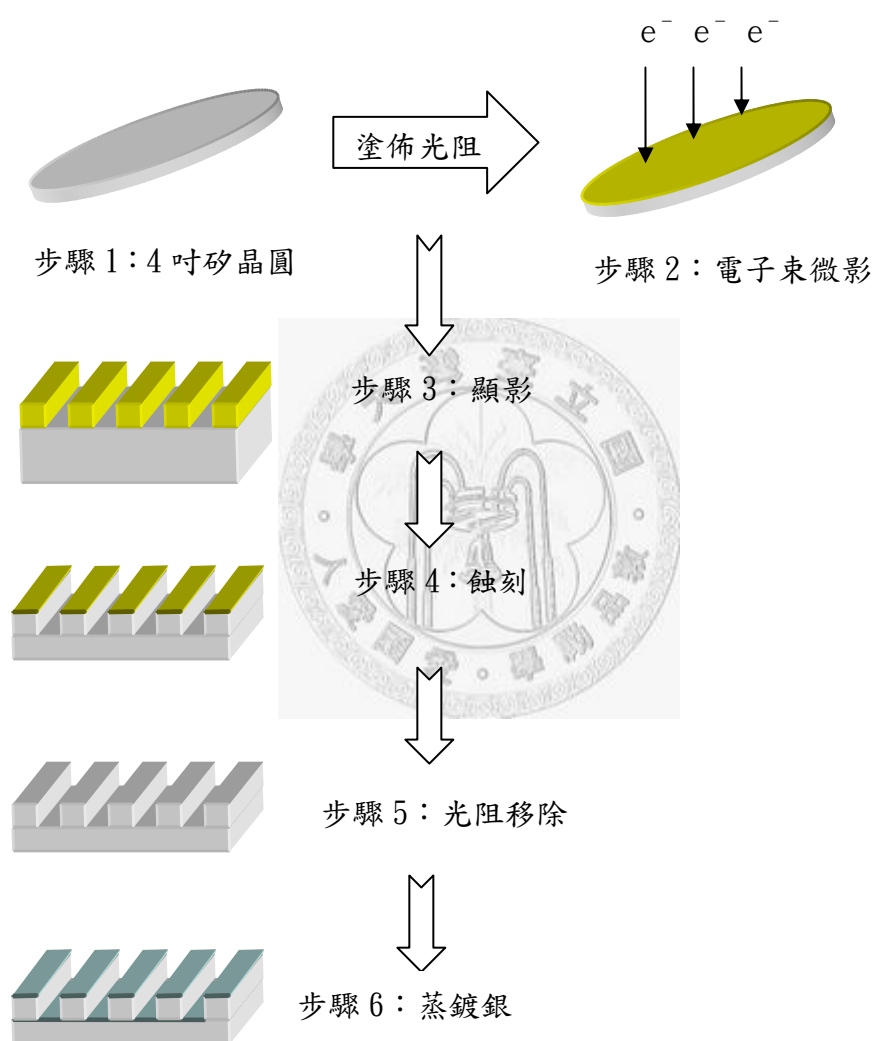 e⁻ e⁻ e⁻
塗佈光阻
步驟 1：4 吋矽晶圓
步驟 2：電子束微影
步驟 3：顯影
步驟 4：蝕刻
步驟 5：光阻移除
步驟 6：蒸鍍銀